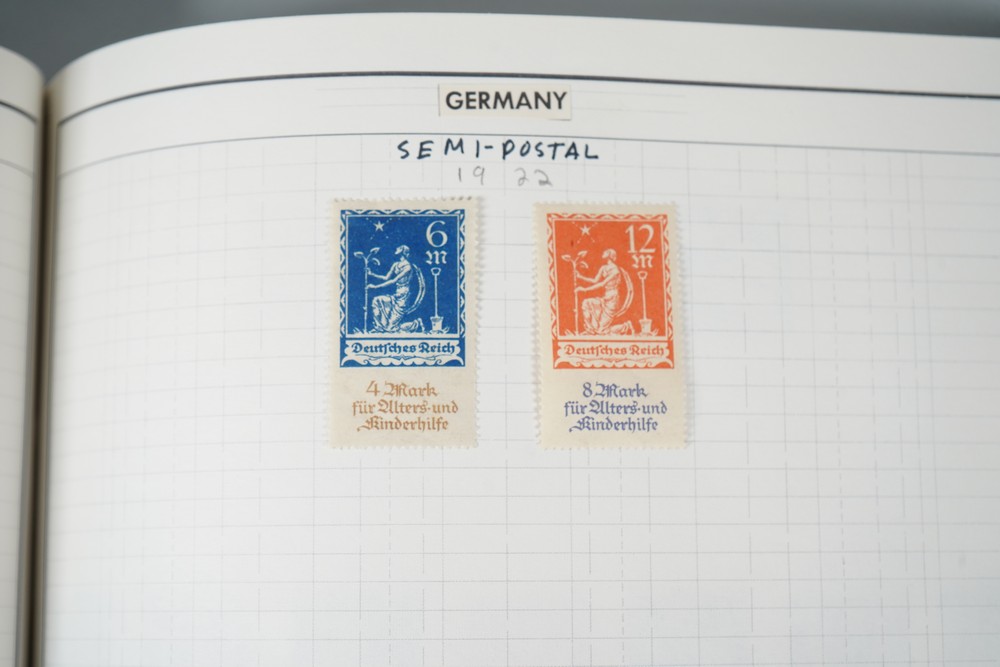 GERMANY
SEMI-POSTAL
1922
6
M
Deutsches Reich
4 Mark
für Alters-und
Kinderhilfe
12
M
Deutsches Reich
8 Mark
für Alters-und
Kinderhilfe